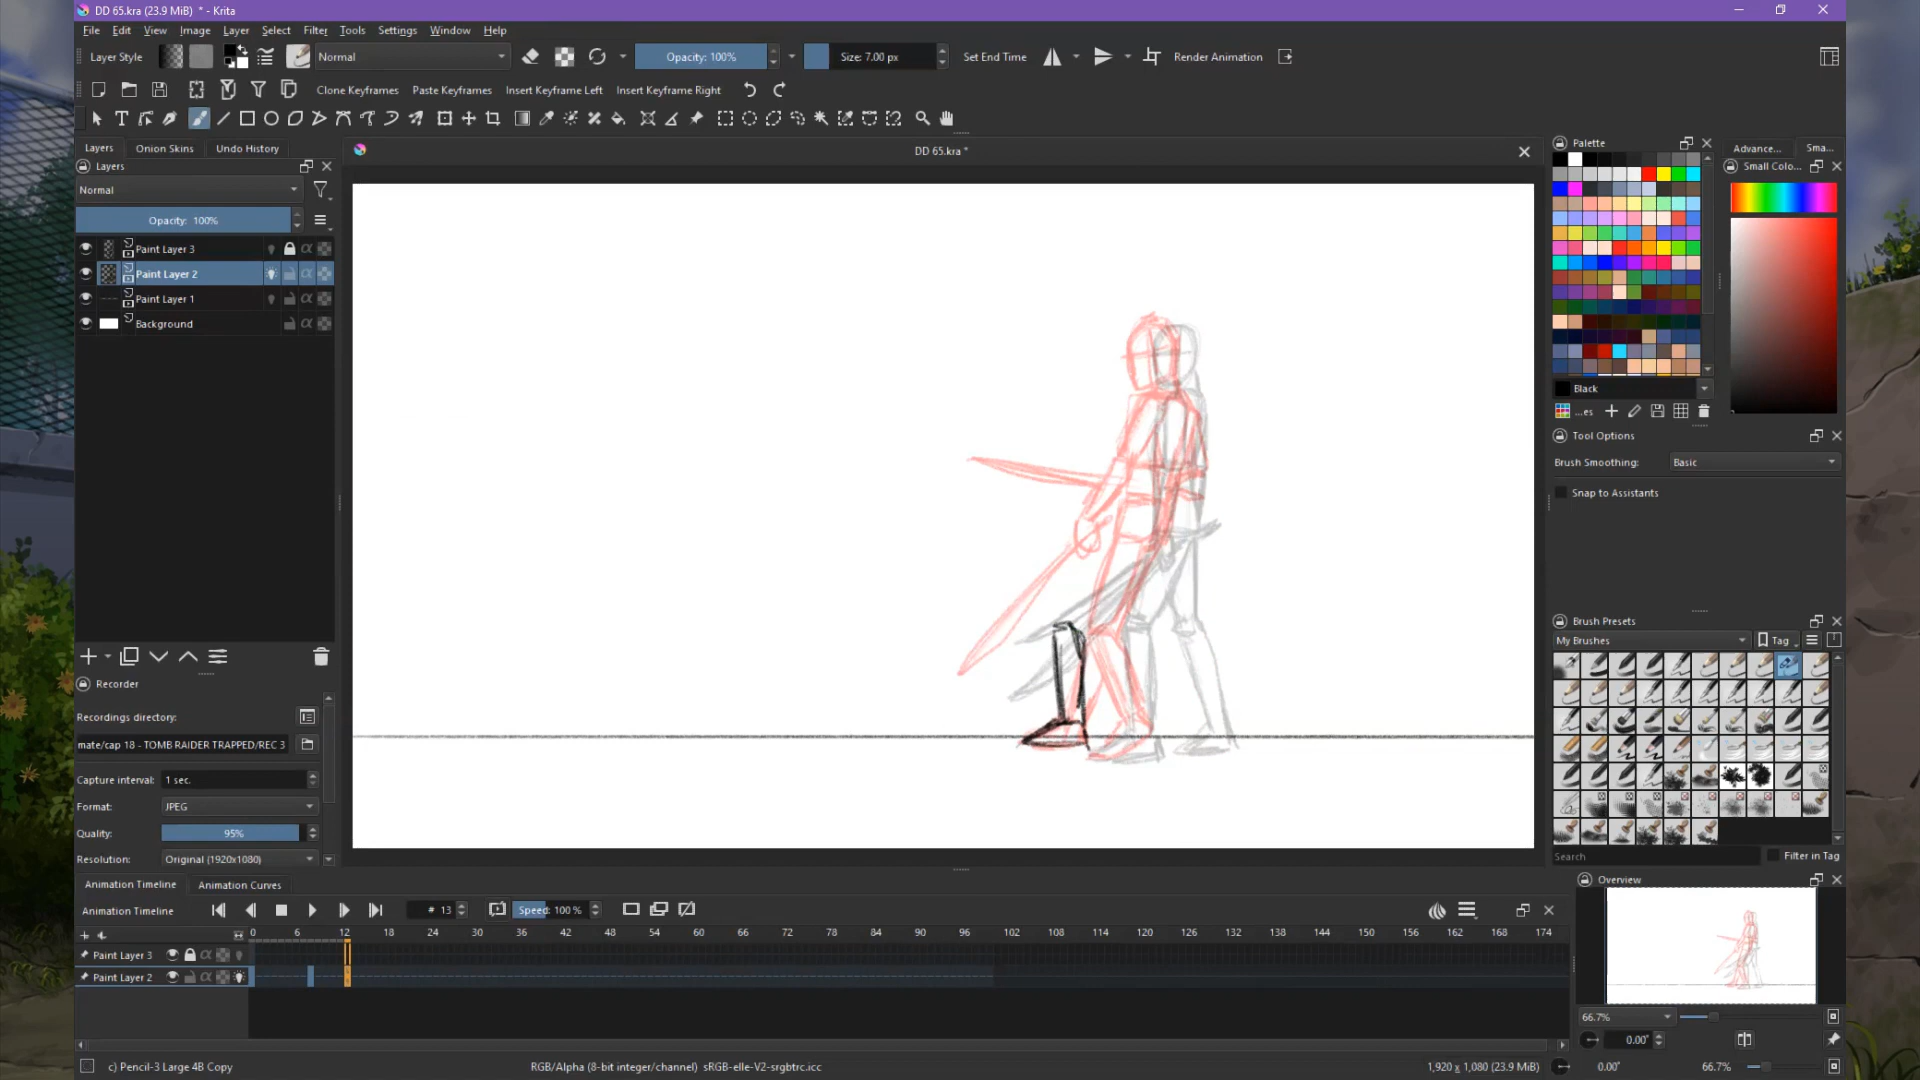 DD 65.kra (23.9 MiB) * - Krita
File Edit View Image Layer Select Filter Tools Settings Window Help
Layer Style Normal Opacity: 100% Size: 7.00 px Set End Time Render Animation
Clone Keyframes Paste Keyframes Insert Keyframe Left Insert Keyframe Right
Layers Onion Skins Undo History
DD 65.kra *
Layers
Normal
Opacity: 100%
Paint Layer 3
Paint Layer 2
Paint Layer 1
Background
Recorder
Recordings directory:
mate/cap 18 - TOMB RAIDER TRAPPED/REC 3
Capture interval: 1 sec.
Format: JPEG
Quality: 95%
Resolution: Original (1920x1080)
Palette
Advance... Sma...
Small Colo...
Black
...es
Tool Options
Brush Smoothing: Basic
Snap to Assistants
Brush Presets
My Brushes Tag
Search Filter in Tag
Animation Timeline Animation Curves
Animation Timeline # 13 Speed: 100 %
0 6 12 18 24 30 36 42 48 54 60 66 72 78 84 90 96 102 108 114 120 126 132 138 144 150 156 162 168 174
Paint Layer 3
Paint Layer 2
Overview
66.7%
0.00°
c) Pencil-3 Large 4B Copy RGB/Alpha (8-bit integer/channel) sRGB-elle-V2-srgbtrc.icc 1,920 x 1,080 (23.9 MiB) 0.00° 66.7%